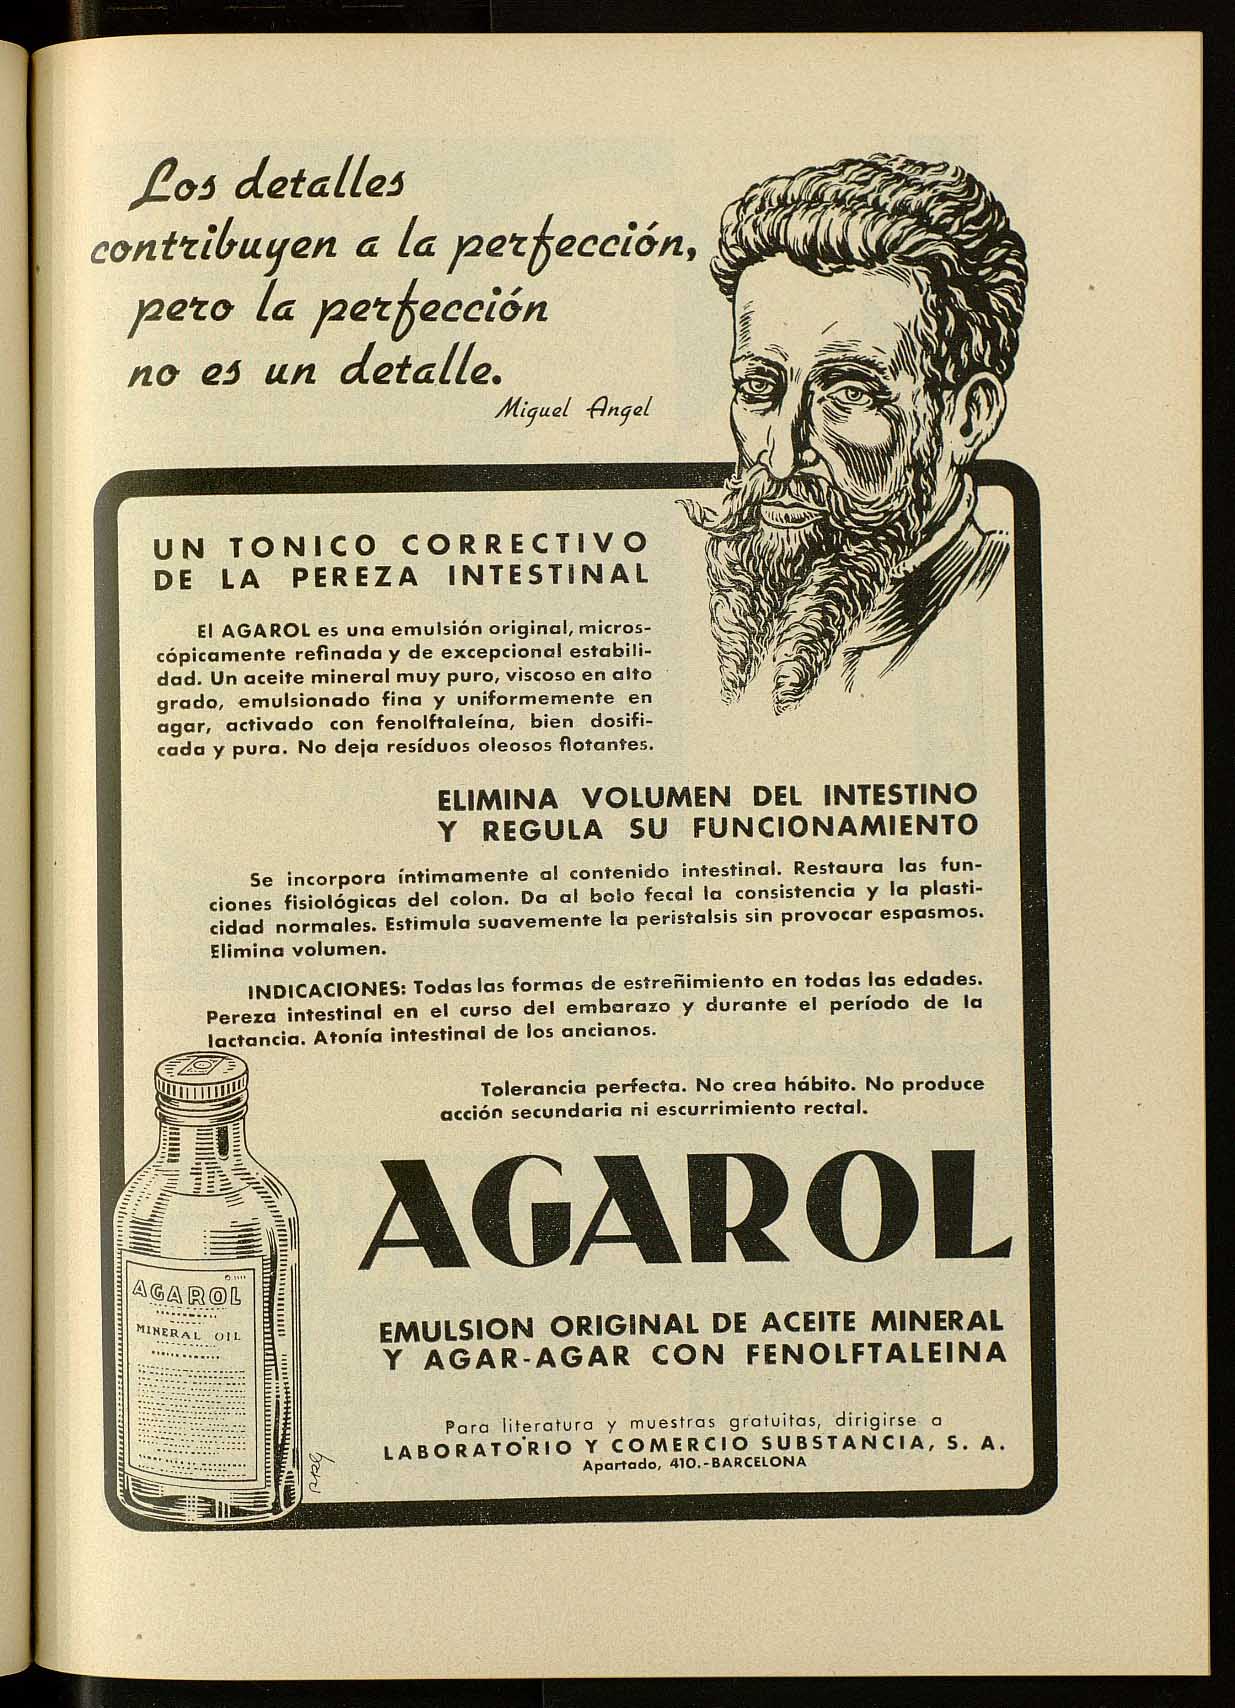 Los detalles
contribuyen a la perfección,
pero la perfección
no es un detalle.
Miguel Angel
UN TONICO CORRECTIVO
DE LA PEREZA INTESTINAL
El AGAROL es una emulsión original, micros-
cópicamente refinada y de excepcional estabili-
dad. Un aceite mineral muy puro, viscoso en alto
grado, emulsionado fina y uniformemente en
agar, activado con fenolftaleína, bien dosifi-
cada y pura. No deja resíduos oleosos flotantes.
ELIMINA VOLUMEN DEL INTESTINO
Y REGULA SU FUNCIONAMIENTO
Se incorpora íntimamente al contenido intestinal. Restaura las fun-
ciones fisiológicas del colon. Da al bolo fecal la consistencia y la plasti-
cidad normales. Estimula suavemente la peristalsis sin provocar espasmos.
Elimina volumen.
INDICACIONES: Todas las formas de estreñimiento en todas las edades.
Pereza intestinal en el curso del embarazo y durante el período de la
lactancia. Atonía intestinal de los ancianos.
Tolerancia perfecta. No crea hábito. No produce
acción secundaria ni escurrimiento rectal.
AGAROL
AGAROL
MINERAL OIL
EMULSION ORIGINAL DE ACEITE MINERAL
Y AGAR-AGAR CON FENOLFTALEINA
Para literatura y muestras gratuitas, dirigirse a
LABORATORIO Y COMERCIO SUBSTANCIA, S. A.
Apartado, 410.-BARCELONA